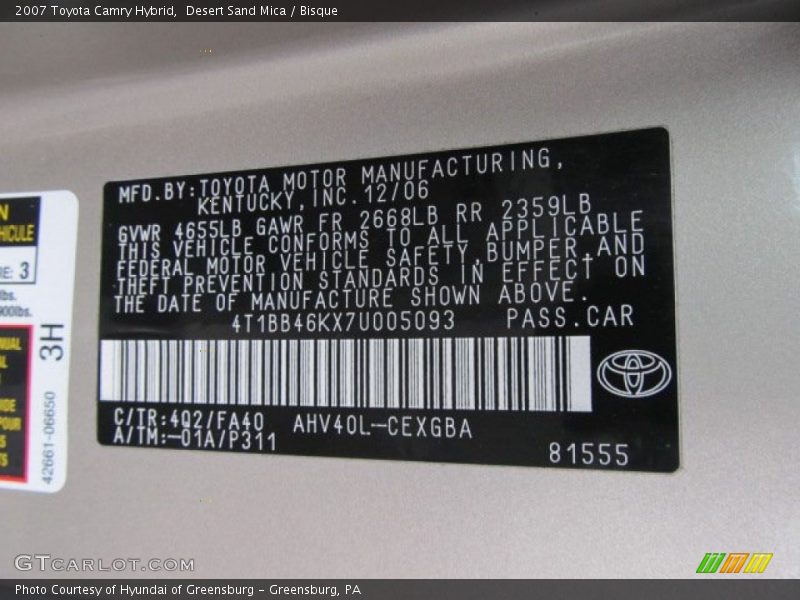 2007 Toyota Camry Hybrid, Desert Sand Mica / Bisque
MFD.BY:TOYOTA MOTOR MANUFACTURING,
KENTUCKY,INC.12/06
GVWR 4655LB GAWR FR 2668LB RR 2359LB
THIS VEHICLE CONFORMS TO ALL APPLICABLE
FEDERAL MOTOR VEHICLE SAFETY,BUMPER,AND
THEFT PREVENTION STANDARDS IN EFFECT ON
THE DATE OF MANUFACTURE SHOWN ABOVE.
4T1BB46KX7U005093 PASS.CAR
C/TR:4Q2/FA40 AHV40L-CEXGBA
A/TM:-01A/P311
81555
3
3H
42661-06650
GTCARLOT.COM
Photo Courtesy of Hyundai of Greensburg - Greensburg, PA